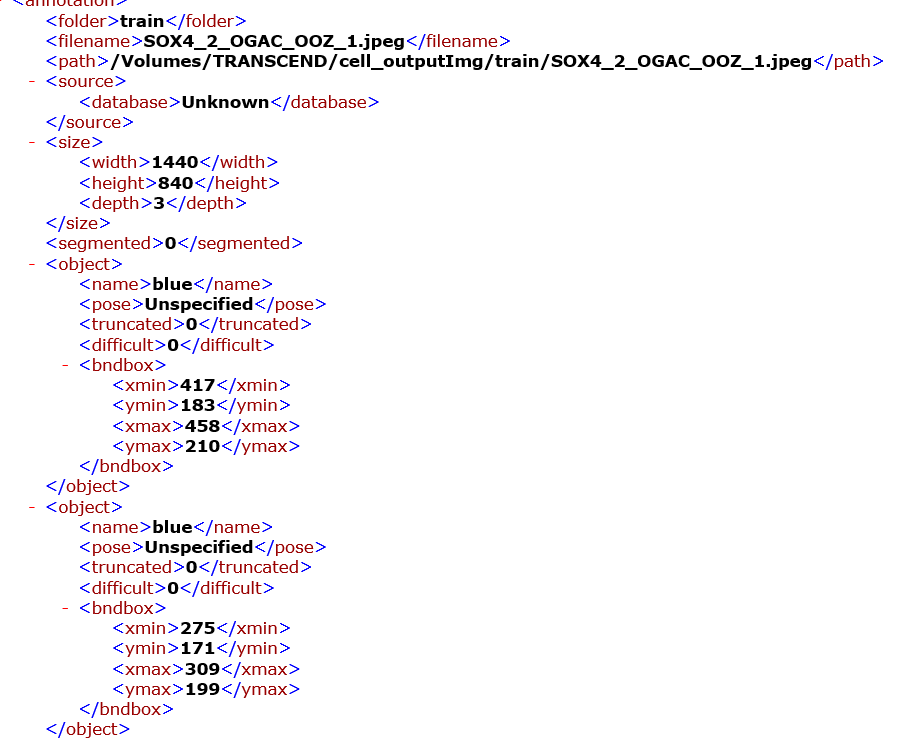 - <annotation>
<folder>train</folder>
<filename>SOX4_2_OGAC_OOZ_1.jpeg</filename>
<path>/Volumes/TRANSCEND/cell_outputImg/train/SOX4_2_OGAC_OOZ_1.jpeg</path>
- <source>
<database>Unknown</database>
</source>
- <size>
<width>1440</width>
<height>840</height>
<depth>3</depth>
</size>
<segmented>0</segmented>
- <object>
<name>blue</name>
<pose>Unspecified</pose>
<truncated>0</truncated>
<difficult>0</difficult>
- <bndbox>
<xmin>417</xmin>
<ymin>183</ymin>
<xmax>458</xmax>
<ymax>210</ymax>
</bndbox>
</object>
- <object>
<name>blue</name>
<pose>Unspecified</pose>
<truncated>0</truncated>
<difficult>0</difficult>
- <bndbox>
<xmin>275</xmin>
<ymin>171</ymin>
<xmax>309</xmax>
<ymax>199</ymax>
</bndbox>
</object>